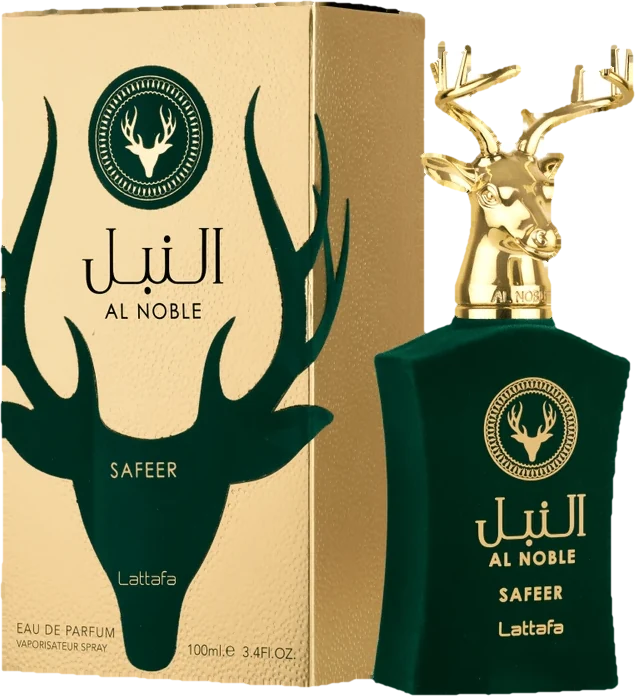 النبل
AL NOBLE
SAFEER
Lattafa
EAU DE PARFUM
VAPORISATEUR SPRAY
100ml.e 3.4Fl.OZ.
AL NOBLE
النبل
AL NOBLE
SAFEER
Lattafa